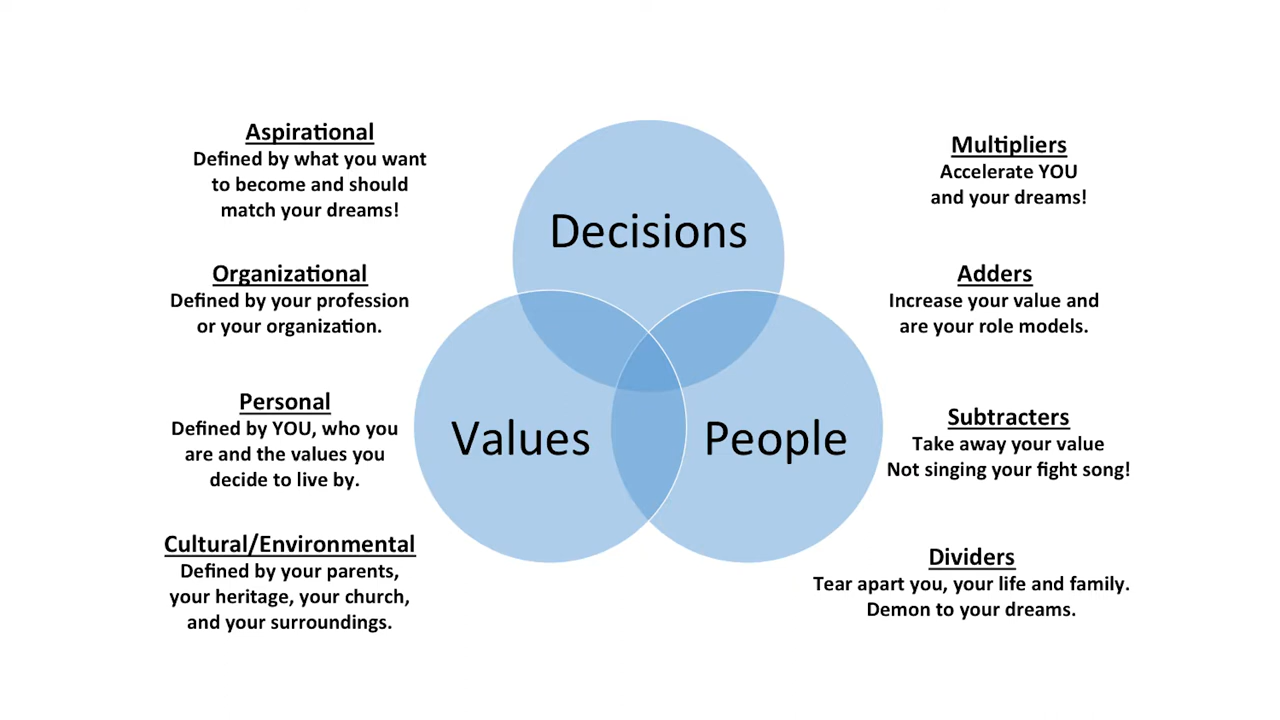 Aspirational
Defined by what you want
to become and should
match your dreams!
Organizational
Defined by your profession
or your organization.
Personal
Defined by YOU, who you
are and the values you
decide to live by.
Cultural/Environmental
Defined by your parents,
your heritage, your church,
and your surroundings.
Decisions
Values
People
Multipliers
Accelerate YOU
and your dreams!
Adders
Increase your value and
are your role models.
Subtracters
Take away your value
Not singing your fight song!
Dividers
Tear apart you, your life and family.
Demon to your dreams.